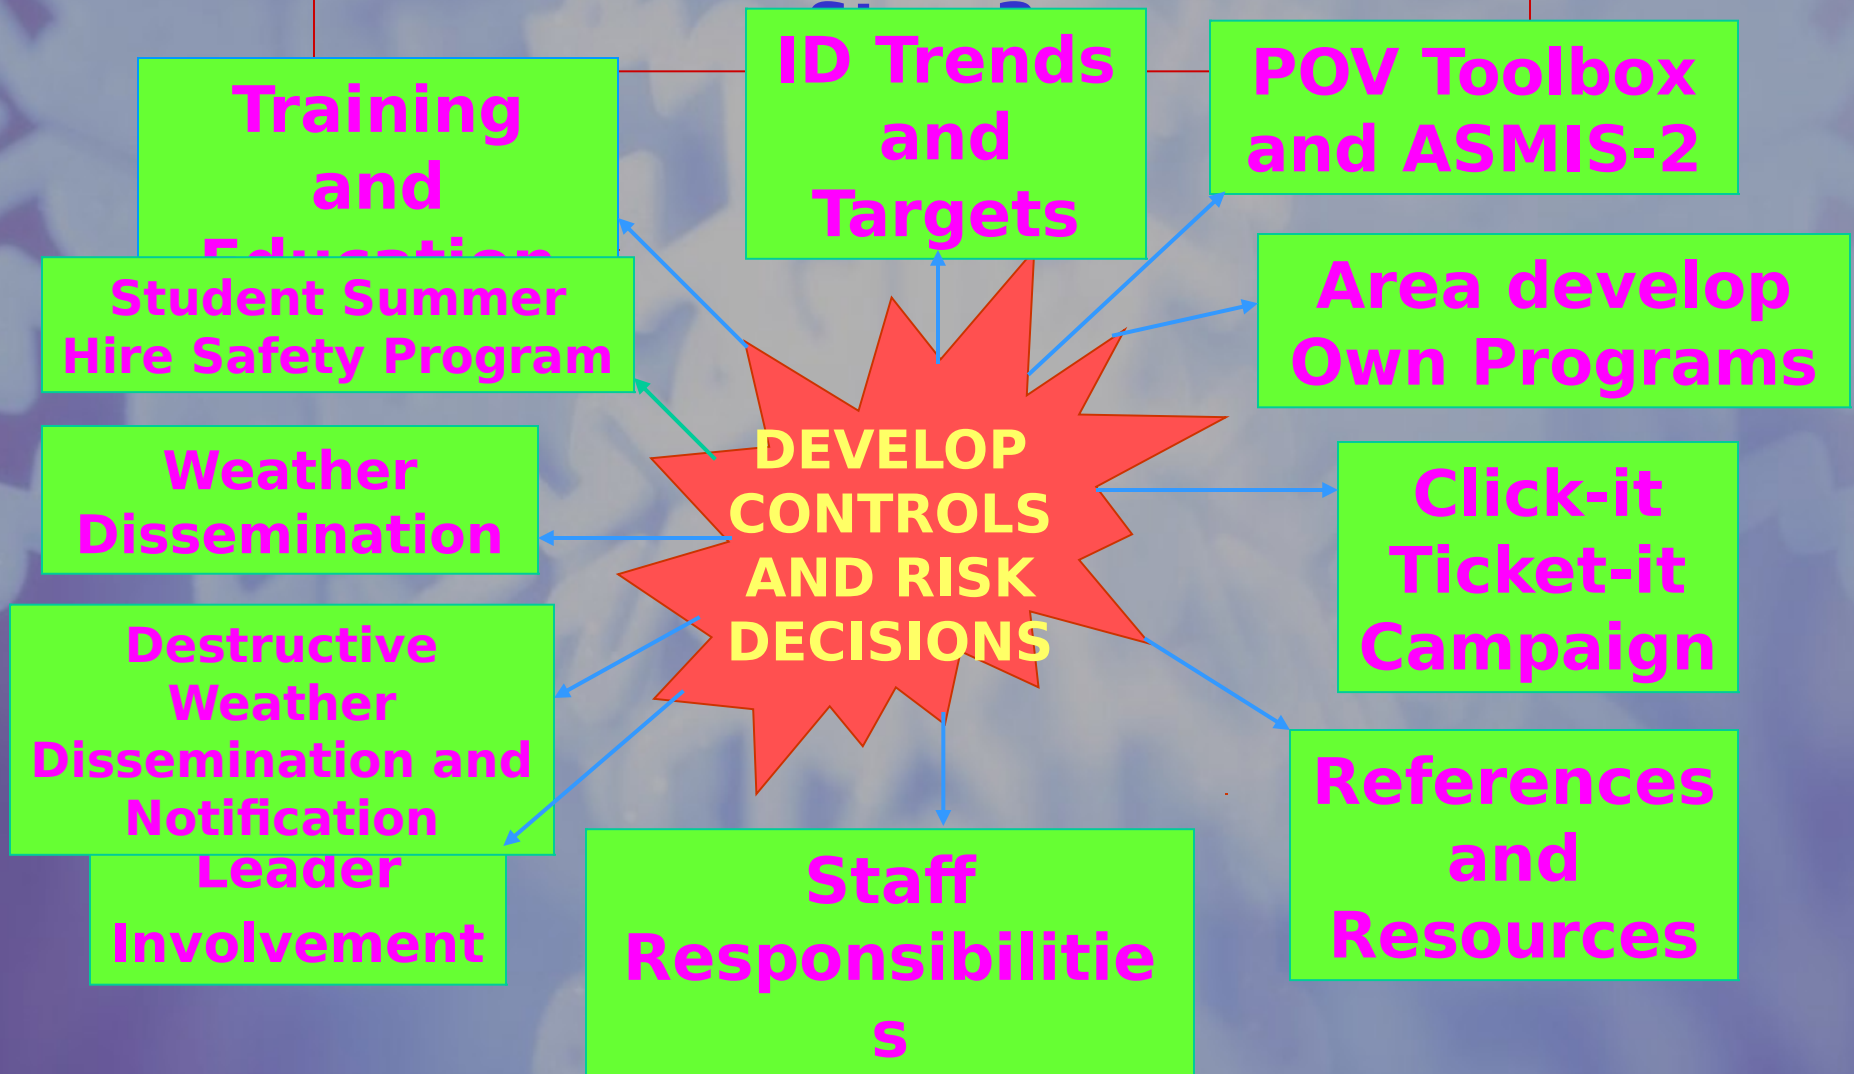 ID Trends
and
Targets
POV Toolbox
and ASMIS-2
Training
and
Education
Student Summer
Hire Safety Program
Area develop
Own Programs
Weather
Dissemination
DEVELOP
CONTROLS
AND RISK
DECISIONS
Click-it
Ticket-it
Campaign
Destructive
Weather
Dissemination and
Notification
Leader
Involvement
References
and
Resources
Staff
Responsibilitie
s